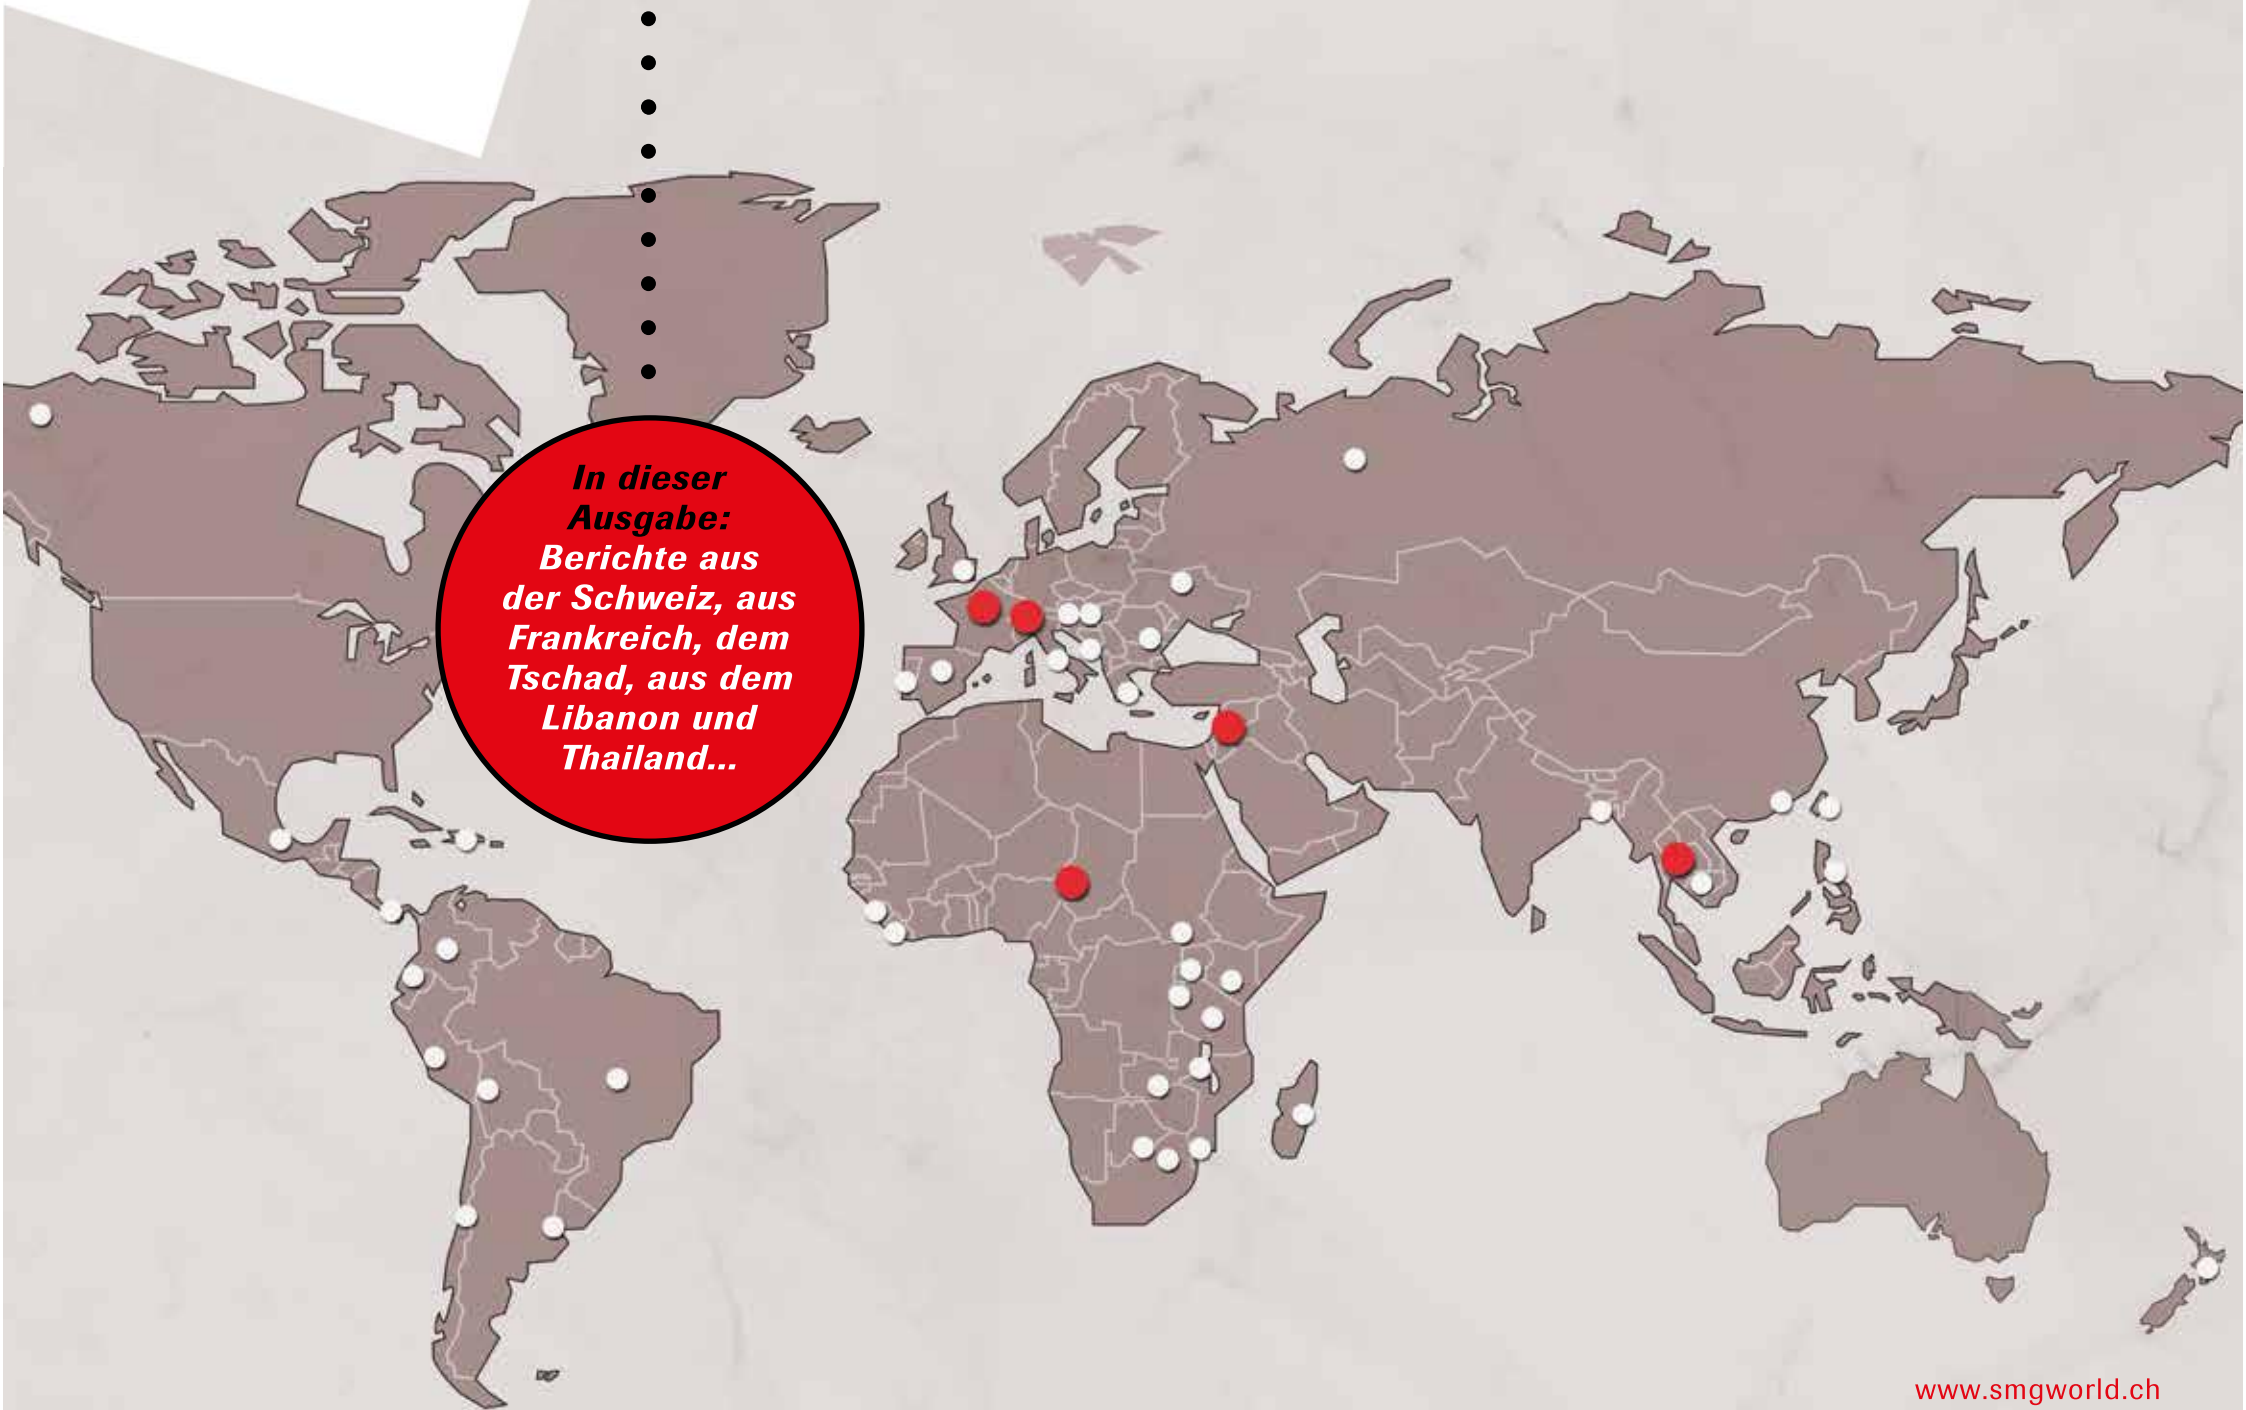 In dieser
Ausgabe:
Berichte aus
der Schweiz, aus
Frankreich, dem
Tschad, aus dem
Libanon und
Thailand...
www.smgworld.ch